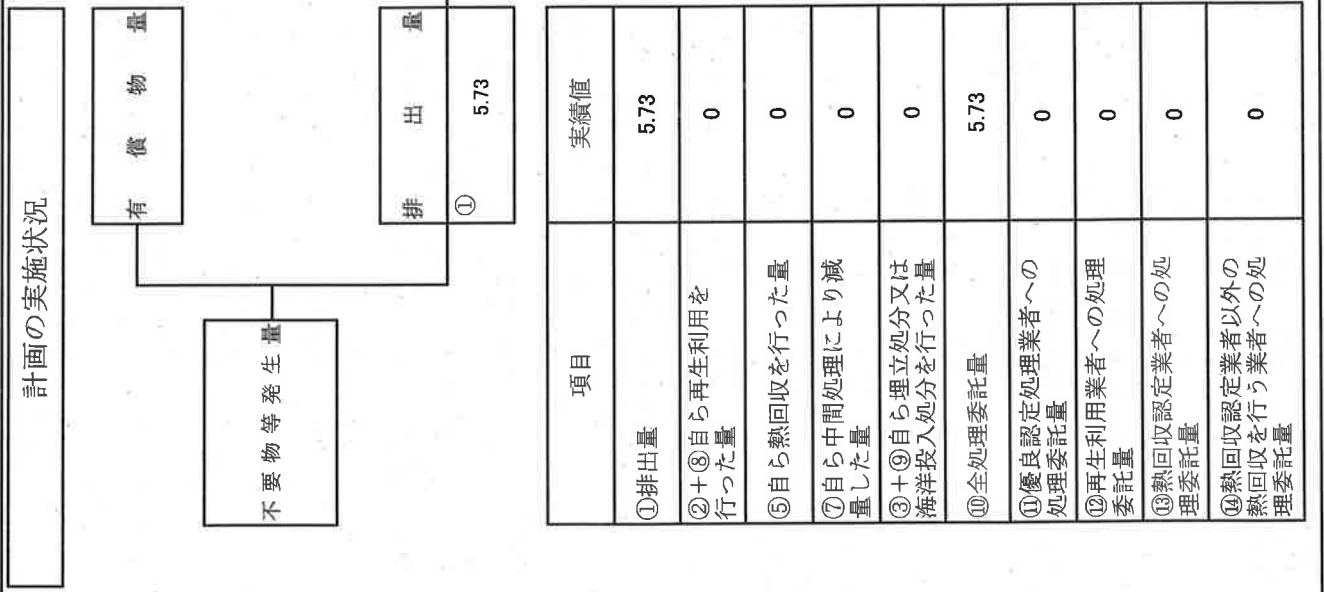 計画の実施状況
有償物量
不要物等発生量
排出量
①
5.73
項目
実績値
①排出量
5.73
②+⑧自ら再生利用を
行った量
0
⑤自ら熱回収を行った量
0
⑦自ら中間処理により減
量した量
0
③+⑨自ら埋立処分又は
海洋投入処分を行った量
0
⑩全処理委託量
5.73
⑪優良認定処理業者への
処理委託量
0
⑫再生利用業者への処理
委託量
0
⑬熱回収認定業者への処
理委託量
0
⑭熱回収認定業者以外の
熱回収を行う業者への処
理委託量
0